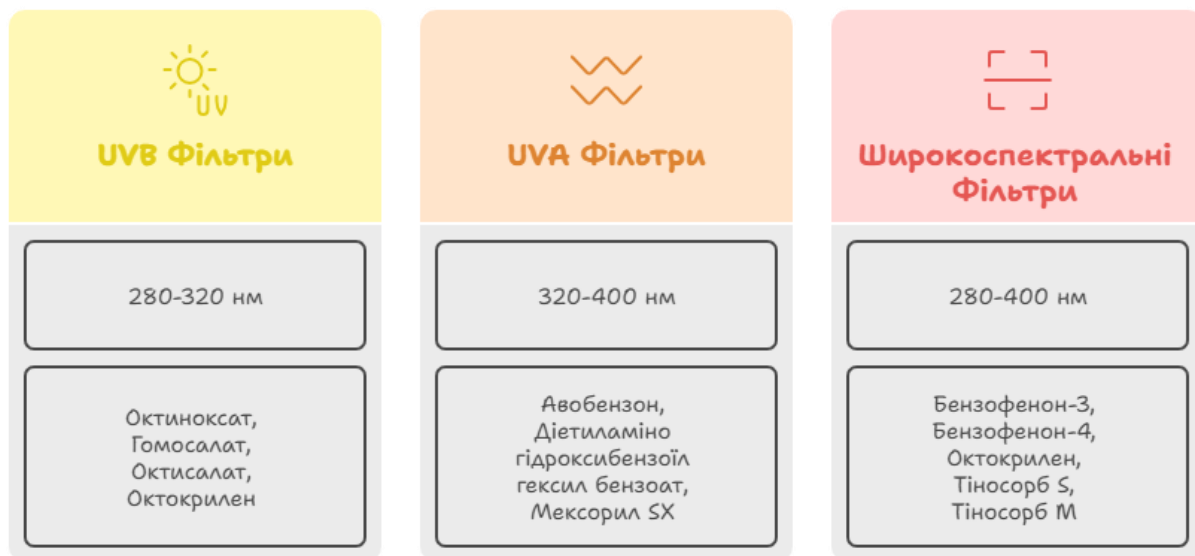 UV
UVB Фільтри
280-320 нм
Октиноксат,
Гомосалат,
Октисалат,
Октокрилен
UVA Фільтри
320-400 нм
Авобензон,
Діетиламіно
гідроксибензоїл
гексил бензоат,
Мексорил SX
Широкоспектральні
Фільтри
280-400 нм
Бензофенон-3,
Бензофенон-4,
Октокрилен,
Тіносорб S,
Тіносорб M